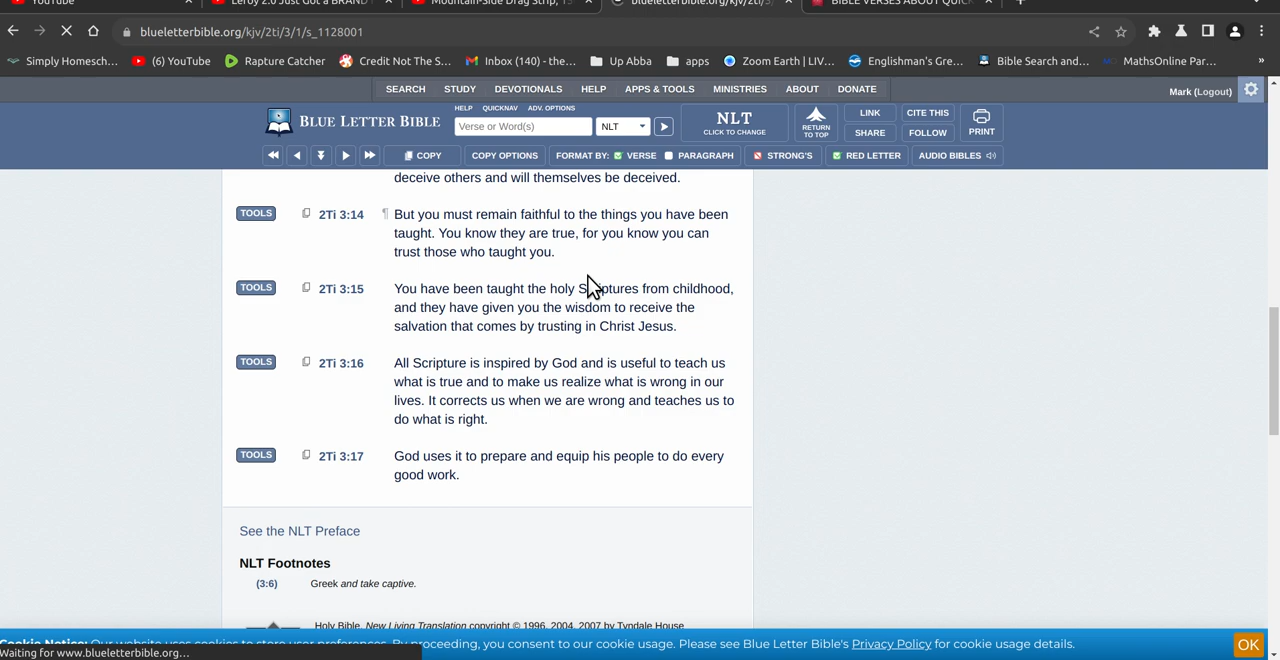 YouTube
Leroy 2.0 Just Got a BRAND
Mountain-Side Drag Strip, 15
blueletterbible.org/kjv/2ti/3/
BIBLE VERSES ABOUT QUICK
blueletterbible.org/kjv/2ti/3/1/s_1128001
Simply Homesch...
(6) YouTube
Rapture Catcher
Credit Not The S...
Inbox (140) - the...
Up Abba
apps
Zoom Earth | LIV...
Englishman's Gre...
Bible Search and...
MathsOnline Par...
»
SEARCH STUDY DEVOTIONALS HELP APPS & TOOLS MINISTRIES ABOUT DONATE
Mark (Logout)
BLUE LETTER BIBLE
HELP QUICKNAV ADV. OPTIONS
Verse or Word(s)
NLT
NLT
CLICK TO CHANGE
RETURN
TO TOP
LINK
CITE THIS
SHARE
FOLLOW
PRINT
COPY
COPY OPTIONS
FORMAT BY: VERSE PARAGRAPH
STRONG'S
RED LETTER
AUDIO BIBLES
deceive others and will themselves be deceived.
TOOLS 2Ti 3:14 ¶ But you must remain faithful to the things you have been
taught. You know they are true, for you know you can
trust those who taught you.
TOOLS 2Ti 3:15 You have been taught the holy Scriptures from childhood,
and they have given you the wisdom to receive the
salvation that comes by trusting in Christ Jesus.
TOOLS 2Ti 3:16 All Scripture is inspired by God and is useful to teach us
what is true and to make us realize what is wrong in our
lives. It corrects us when we are wrong and teaches us to
do what is right.
TOOLS 2Ti 3:17 God uses it to prepare and equip his people to do every
good work.
See the NLT Preface
NLT Footnotes
(3:6) Greek and take captive.
Holy Bible, New Living Translation copyright © 1996, 2004, 2007 by Tyndale House
Cookie Notice: Our website uses cookies to store user preferences. By proceeding, you consent to our cookie usage. Please see Blue Letter Bible's Privacy Policy for cookie usage details.
OK
Waiting for www.blueletterbible.org...